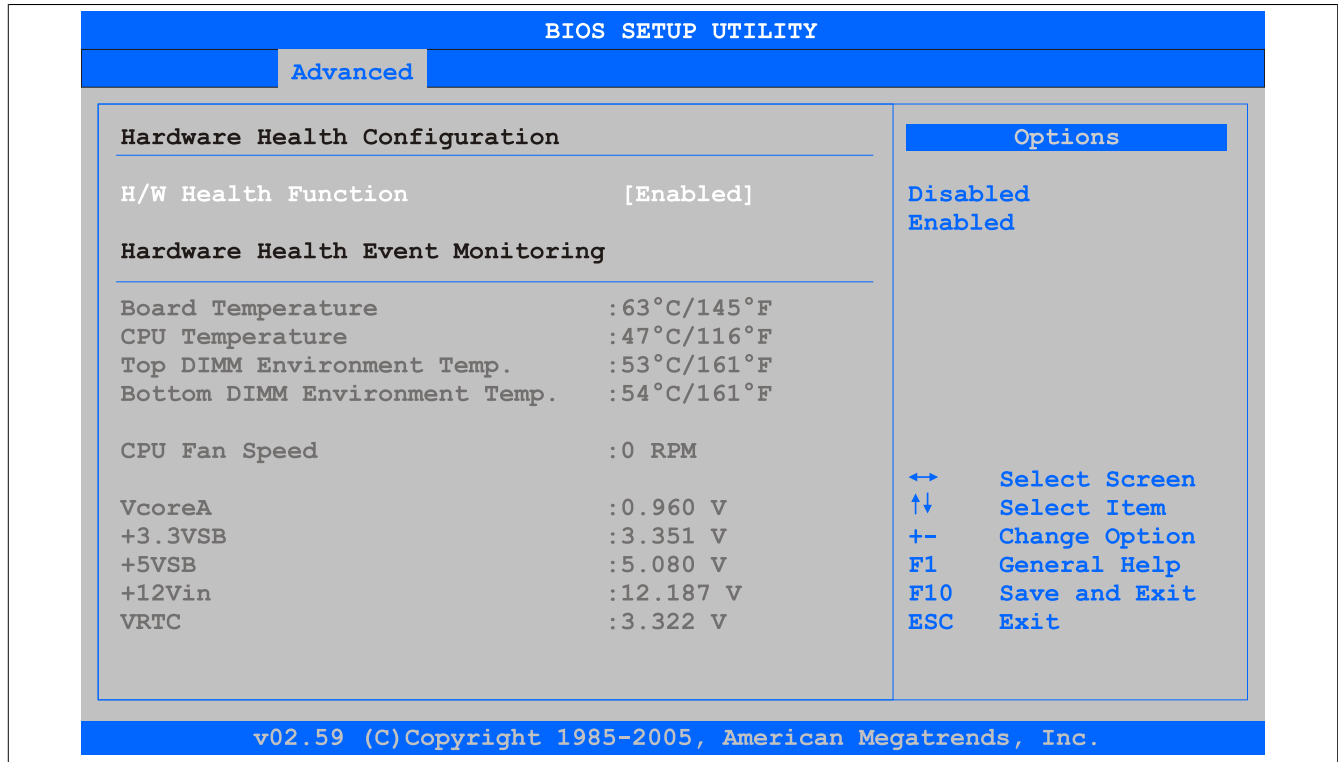 BIOS SETUP UTILITY
Advanced
Hardware Health Configuration
H/W Health Function [Enabled]
Hardware Health Event Monitoring
Board Temperature :63°C/145°F
CPU Temperature :47°C/116°F
Top DIMM Environment Temp. :53°C/161°F
Bottom DIMM Environment Temp. :54°C/161°F
CPU Fan Speed :0 RPM
VcoreA :0.960 V
+3.3VSB :3.351 V
+5VSB :5.080 V
+12Vin :12.187 V
VRTC :3.322 V
Options
Disabled
Enabled
↔ Select Screen
↑↓ Select Item
+- Change Option
F1 General Help
F10 Save and Exit
ESC Exit
v02.59 (C)Copyright 1985-2005, American Megatrends, Inc.